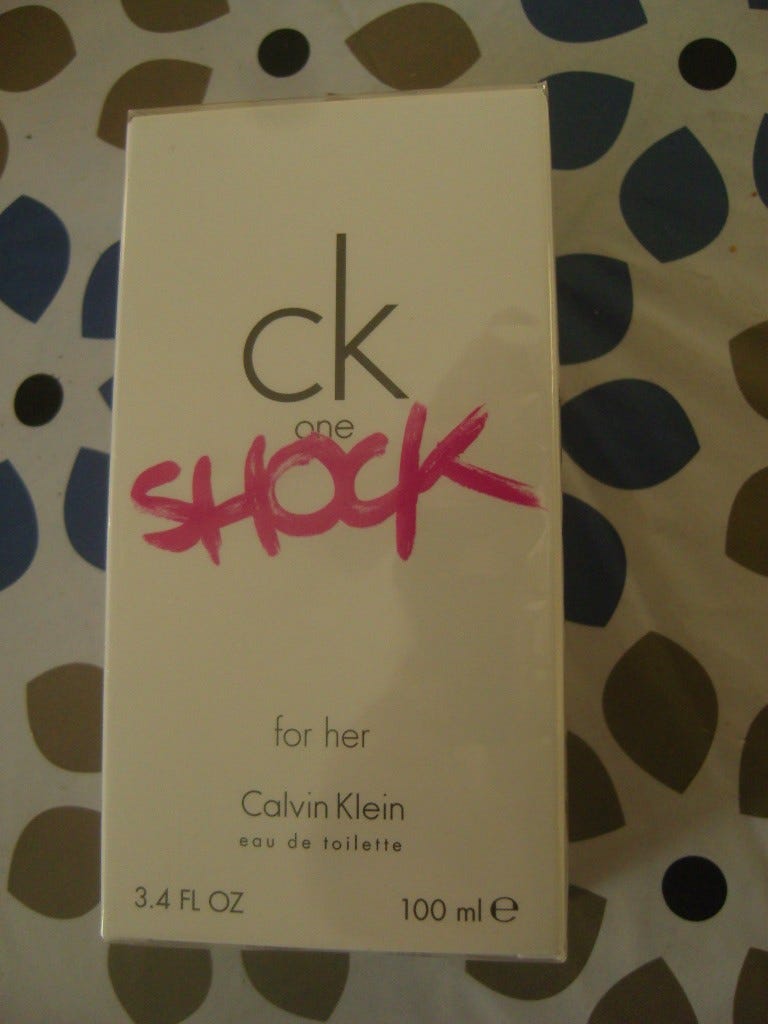 ck
one
SHOCK
for her
Calvin Klein
eau de toilette
3.4 FL OZ 100 ml ℮